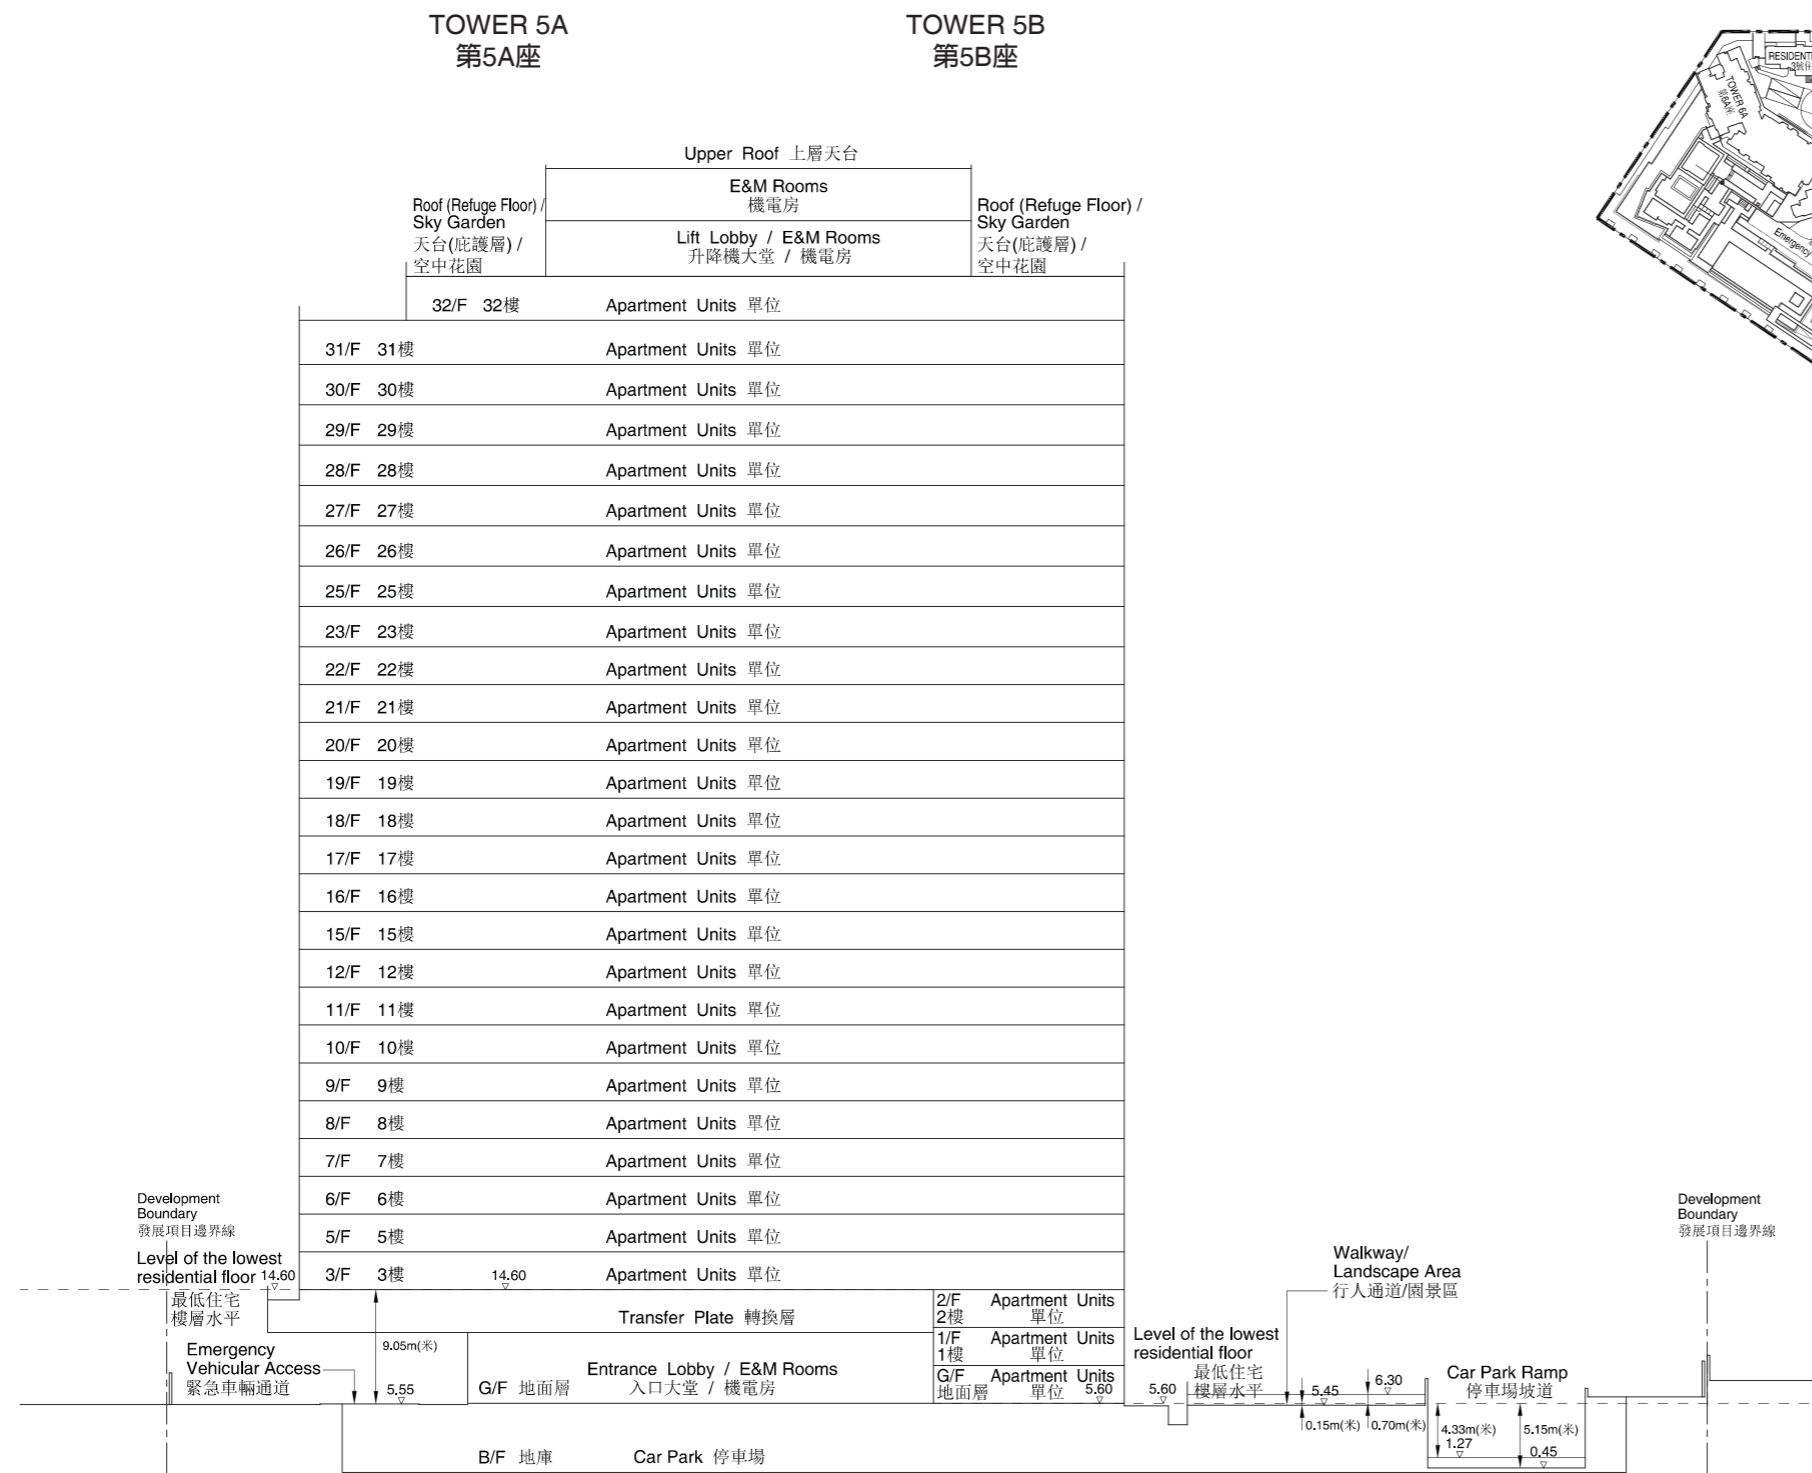 TOWER 5A
第5A座
TOWER 5B
第5B座
Upper Roof 上層天台
E&M Rooms
機電房
Lift Lobby / E&M Rooms
升降機大堂 / 機電房
Roof (Refuge Floor) /
Sky Garden
天台(庇護層) /
空中花園
Roof (Refuge Floor) /
Sky Garden
天台(庇護層) /
空中花園
32/F 32樓 Apartment Units 單位
31/F 31樓 Apartment Units 單位
30/F 30樓 Apartment Units 單位
29/F 29樓 Apartment Units 單位
28/F 28樓 Apartment Units 單位
27/F 27樓 Apartment Units 單位
26/F 26樓 Apartment Units 單位
25/F 25樓 Apartment Units 單位
23/F 23樓 Apartment Units 單位
22/F 22樓 Apartment Units 單位
21/F 21樓 Apartment Units 單位
20/F 20樓 Apartment Units 單位
19/F 19樓 Apartment Units 單位
18/F 18樓 Apartment Units 單位
17/F 17樓 Apartment Units 單位
16/F 16樓 Apartment Units 單位
15/F 15樓 Apartment Units 單位
12/F 12樓 Apartment Units 單位
11/F 11樓 Apartment Units 單位
10/F 10樓 Apartment Units 單位
9/F 9樓 Apartment Units 單位
8/F 8樓 Apartment Units 單位
7/F 7樓 Apartment Units 單位
6/F 6樓 Apartment Units 單位
5/F 5樓 Apartment Units 單位
3/F 3樓 14.60 Apartment Units 單位
Development
Boundary
發展項目邊界線
Level of the lowest
residential floor 14.60
最低住宅
樓層水平
Emergency
Vehicular Access
緊急車輛通道
9.05m(米)
5.55
Transfer Plate 轉換層
Entrance Lobby / E&M Rooms
G/F 地面層 入口大堂 / 機電房
B/F 地庫 Car Park 停車場
2/F Apartment Units
2樓 單位
1/F Apartment Units
1樓 單位
G/F Apartment Units
地面層 單位 5.60
Level of the lowest
residential floor
最低住宅
5.60 樓層水平
Walkway/
Landscape Area
行人通道/園景區
5.45
6.30
0.15m(米)
0.70m(米)
Car Park Ramp
停車場坡道
4.33m(米)
1.27
5.15m(米)
0.45
Development
Boundary
發展項目邊界線
TOWER 6A
第6A座
Emergency